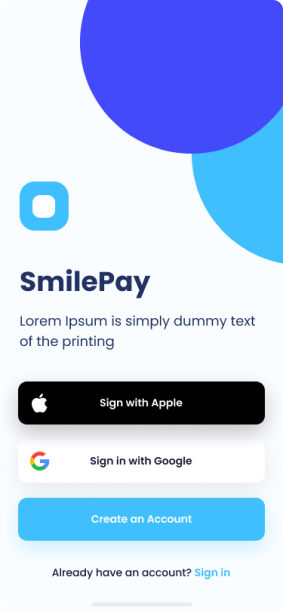 SmilePay
Lorem Ipsum is simply dummy text
of the printing
Sign with Apple
Sign in with Google
Create an Account
Already have an account? Sign in